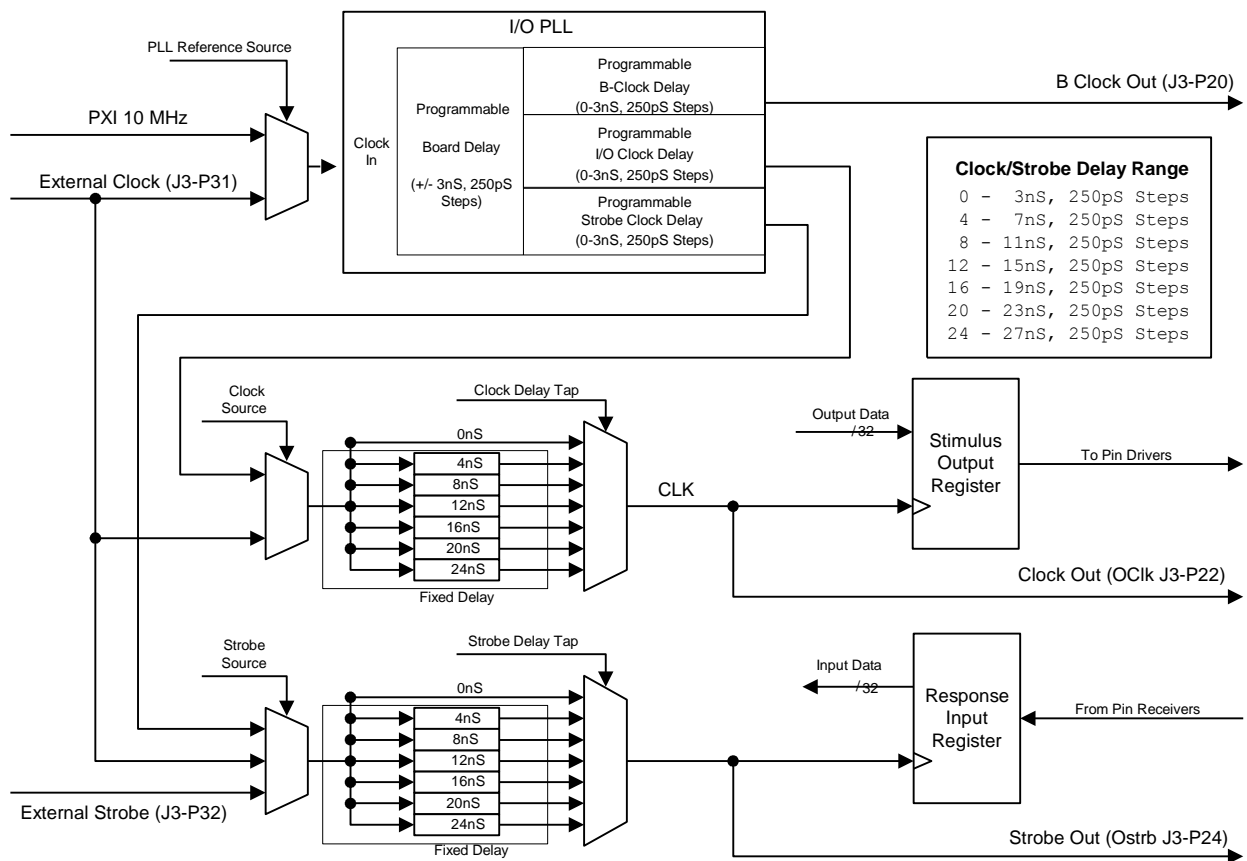 I/O PLL
PLL Reference Source
PXI 10 MHz
External Clock (J3-P31)
Clock
In
Programmable
Board Delay
(+/- 3nS, 250pS
Steps)
Programmable
B-Clock Delay
(0-3nS, 250pS Steps)
Programmable
I/O Clock Delay
(0-3nS, 250pS Steps)
Programmable
Strobe Clock Delay
(0-3nS, 250pS Steps)
B Clock Out (J3-P20)
Clock/Strobe Delay Range
0 - 3nS, 250pS Steps
4 - 7nS, 250pS Steps
8 - 11nS, 250pS Steps
12 - 15nS, 250pS Steps
16 - 19nS, 250pS Steps
20 - 23nS, 250pS Steps
24 - 27nS, 250pS Steps
Clock
Source
Clock Delay Tap
0nS
4nS
8nS
12nS
16nS
20nS
24nS
Fixed Delay
CLK
Output Data
/32
Stimulus
Output
Register
To Pin Drivers
Clock Out (OClk J3-P22)
Strobe
Source
Strobe Delay Tap
0nS
4nS
8nS
12nS
16nS
20nS
24nS
Fixed Delay
External Strobe (J3-P32)
Input Data
/32
Response
Input
Register
From Pin Receivers
Strobe Out (Ostrb J3-P24)